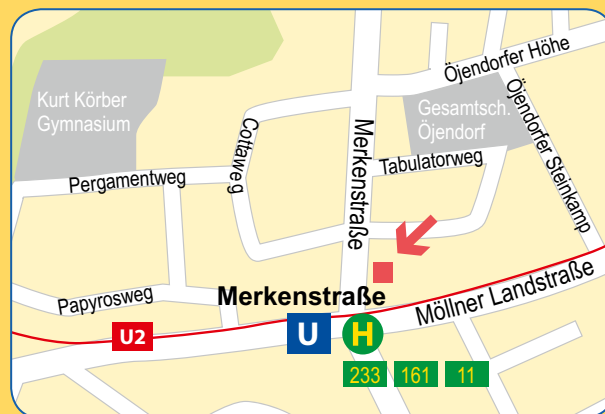 Öjendorfer Höhe
Kurt Körber
Gymnasium
Gesamtsch.
Öjendorf
Öjendorfer Steinkamp
Cottaweg
Merkenstraße
Tabulatorweg
Pergamentweg
Papyrosweg
Merkenstraße
Möllner Landstraße
U2
U
H
233 161 11